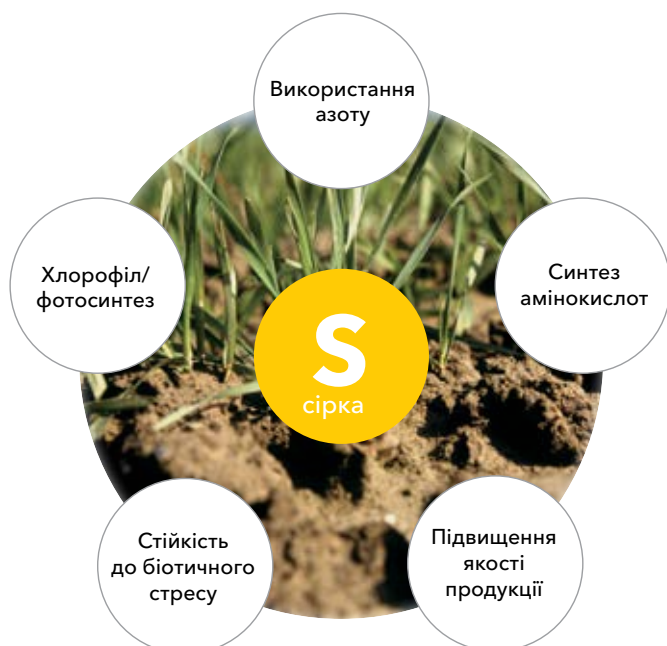 Використання
азоту
Хлорофіл/
фотосинтез
Синтез
амінокислот
S
сірка
Стійкість
до біотичного
стресу
Підвищення
якості
продукції